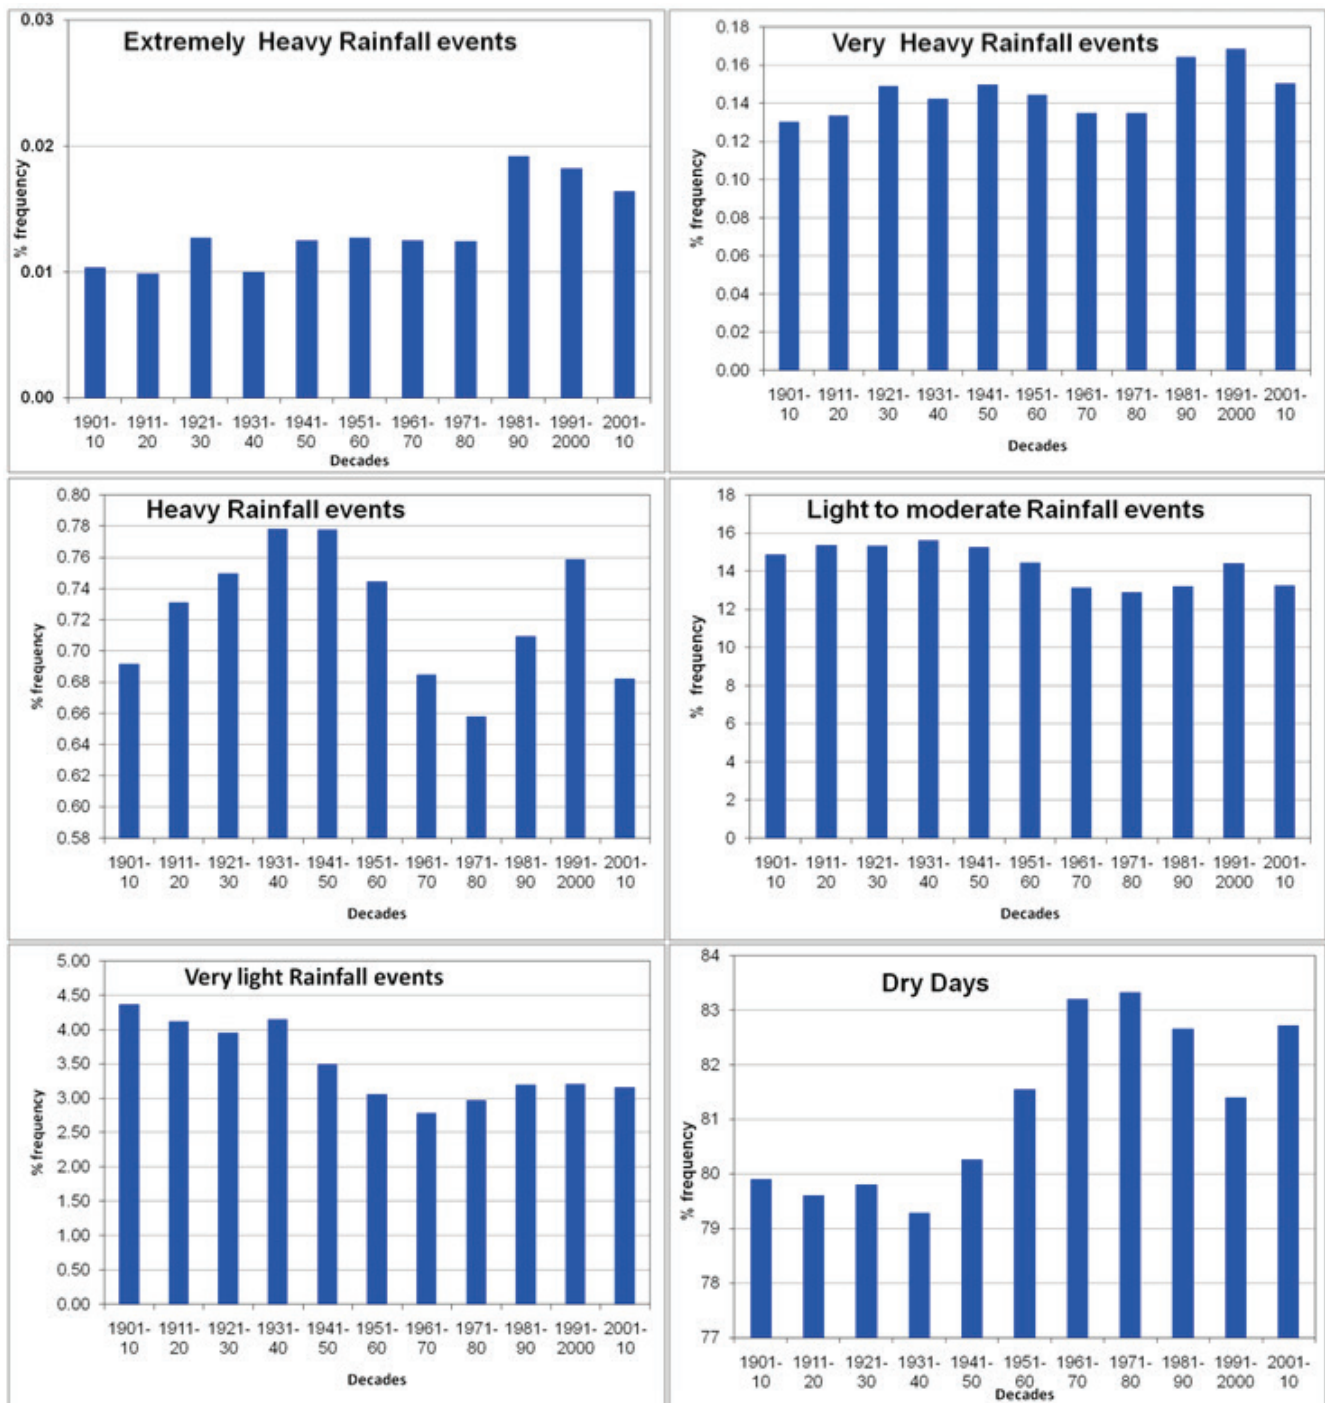 Extremely Heavy Rainfall events
0.03
0.02
0.01
0.00
% frequency
1901- 1911- 1921- 1931- 1941- 1951- 1961- 1971- 1981- 1991- 2001-
10 20 30 40 50 60 70 80 90 2000 10
Decades
Very Heavy Rainfall events
0.18
0.16
0.14
0.12
0.10
0.08
0.06
0.04
0.02
0.00
% frequency
1901- 1911- 1921- 1931- 1941- 1951- 1961- 1971- 1981- 1991- 2001-
10 20 30 40 50 60 70 80 90 2000 10
Decades
Heavy Rainfall events
0.80
0.78
0.76
0.74
0.72
0.70
0.68
0.66
0.64
0.62
0.60
0.58
% frequency
1901- 1911- 1921- 1931- 1941- 1951- 1961- 1971- 1981- 1991- 2001-
10 20 30 40 50 60 70 80 90 2000 10
Decades
Light to moderate Rainfall events
18
16
14
12
10
8
6
4
2
0
% frequency
1901- 1911- 1921- 1931- 1941- 1951- 1961- 1971- 1981- 1991- 2001-
10 20 30 40 50 60 70 80 90 2000 10
Decades
Very light Rainfall events
5.00
4.50
4.00
3.50
3.00
2.50
2.00
1.50
1.00
0.50
0.00
% frequency
1901- 1911- 1921- 1931- 1941- 1951- 1961- 1971- 1981- 1991- 2001-
10 20 30 40 50 60 70 80 90 2000 10
Decades
Dry Days
84
83
82
81
80
79
78
77
% frequency
1901- 1911- 1921- 1931- 1941- 1951- 1961- 1971- 1981- 1991- 2001-
10 20 30 40 50 60 70 80 90 2000 10
Decades